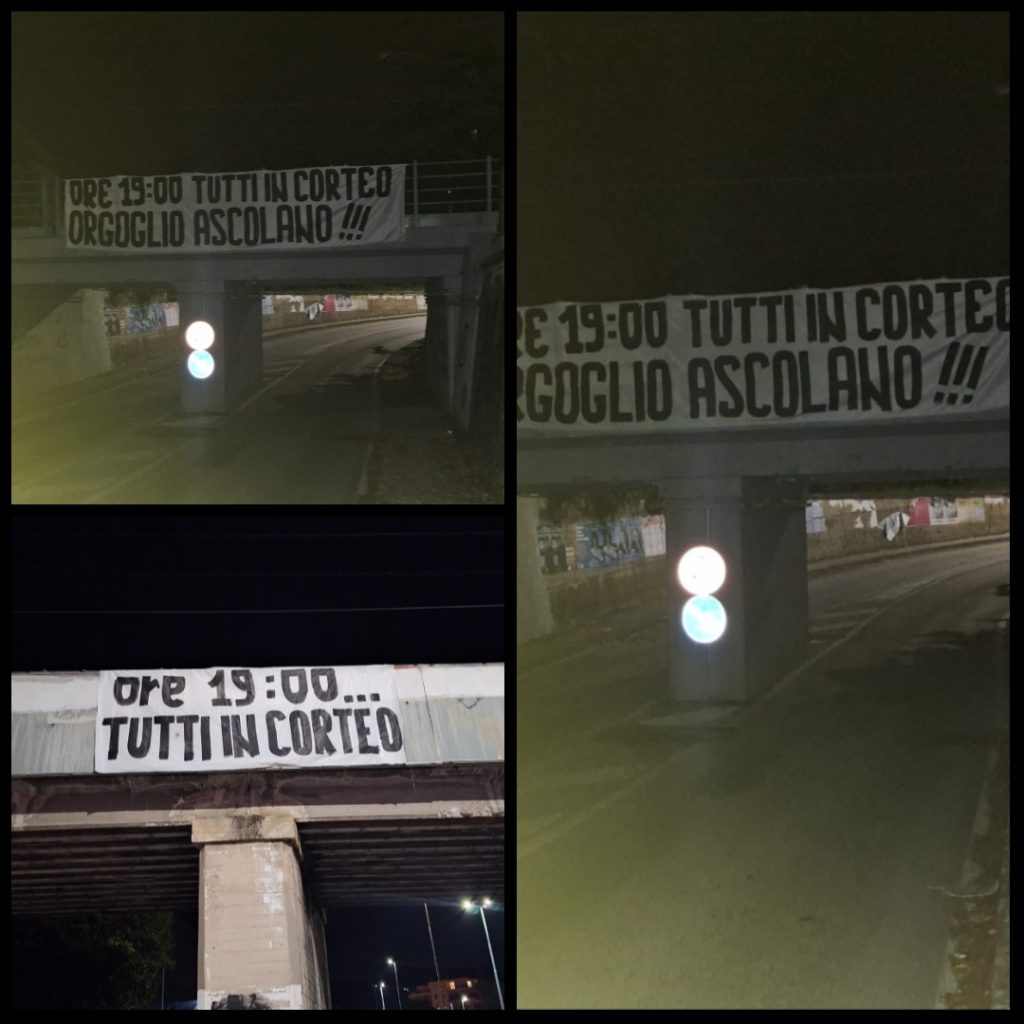 ORE 19:00 TUTTI IN CORTEO
ORGOGLIO ASCOLANO !!!
ore 19:00...
TUTTI IN CORTEO
RE 19:00 TUTTI IN CORTEO
RGOGLIO ASCOLANO !!!